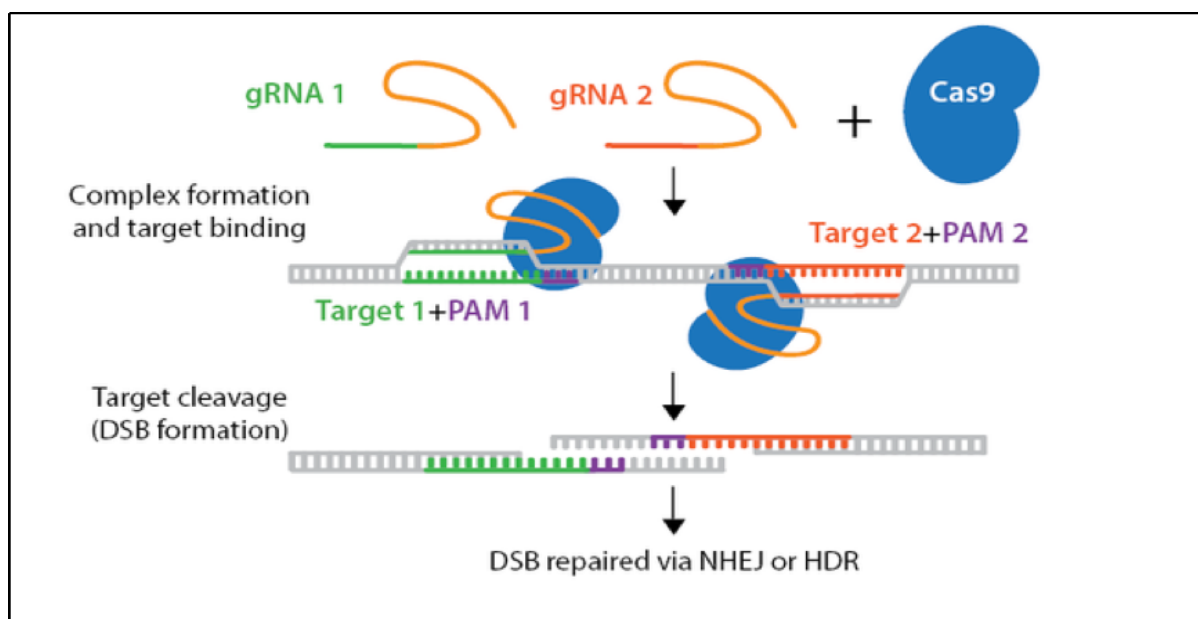 gRNA 1
gRNA 2
+
Cas9
Complex formation
and target binding
Target 2+PAM 2
Target 1+PAM 1
Target cleavage
(DSB formation)
DSB repaired via NHEJ or HDR